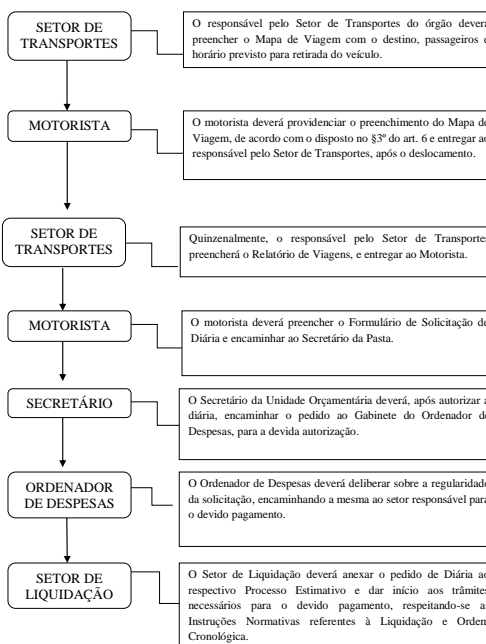 SETOR DE
TRANSPORTES
O responsável pelo Setor de Transportes do órgão deverá
preencher o Mapa de Viagem com o destino, passageiros e
horário previsto para retirada do veículo.
MOTORISTA
O motorista deverá providenciar o preenchimento do Mapa de
Viagem, de acordo com o disposto no §3º do art. 6 e entregar ao
responsável pelo Setor de Transportes, após o deslocamento.
SETOR DE
TRANSPORTES
Quinzenalmente, o responsável pelo Setor de Transportes
preencherá o Relatório de Viagens, e entregar ao Motorista.
MOTORISTA
O motorista deverá preencher o Formulário de Solicitação de
Diária e encaminhar ao Secretário da Pasta.
SECRETÁRIO
O Secretário da Unidade Orçamentária deverá, após autorizar a
diária, encaminhar o pedido ao Gabinete do Ordenador de
Despesas, para a devida autorização.
ORDENADOR
DE DESPESAS
O Ordenador de Despesas deverá deliberar sobre a regularidade
da solicitação, encaminhando a mesma ao setor responsável para
o devido pagamento.
SETOR DE
LIQUIDAÇÃO
O Setor de Liquidação deverá anexar o pedido de Diária ao
respectivo Processo Estimativo e dar início aos trâmites
necessários para o devido pagamento, respeitando-se as
Instruções Normativas referentes à Liquidação e Ordem
Cronológica.